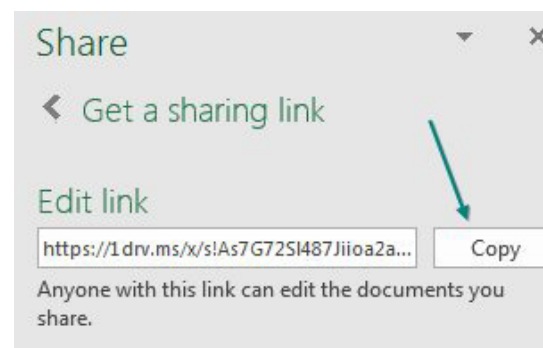 Share
Get a sharing link
Edit link
https://1drv.ms/x/s!As7G72SI487Jiioa2a... Copy
Anyone with this link can edit the documents you
share.